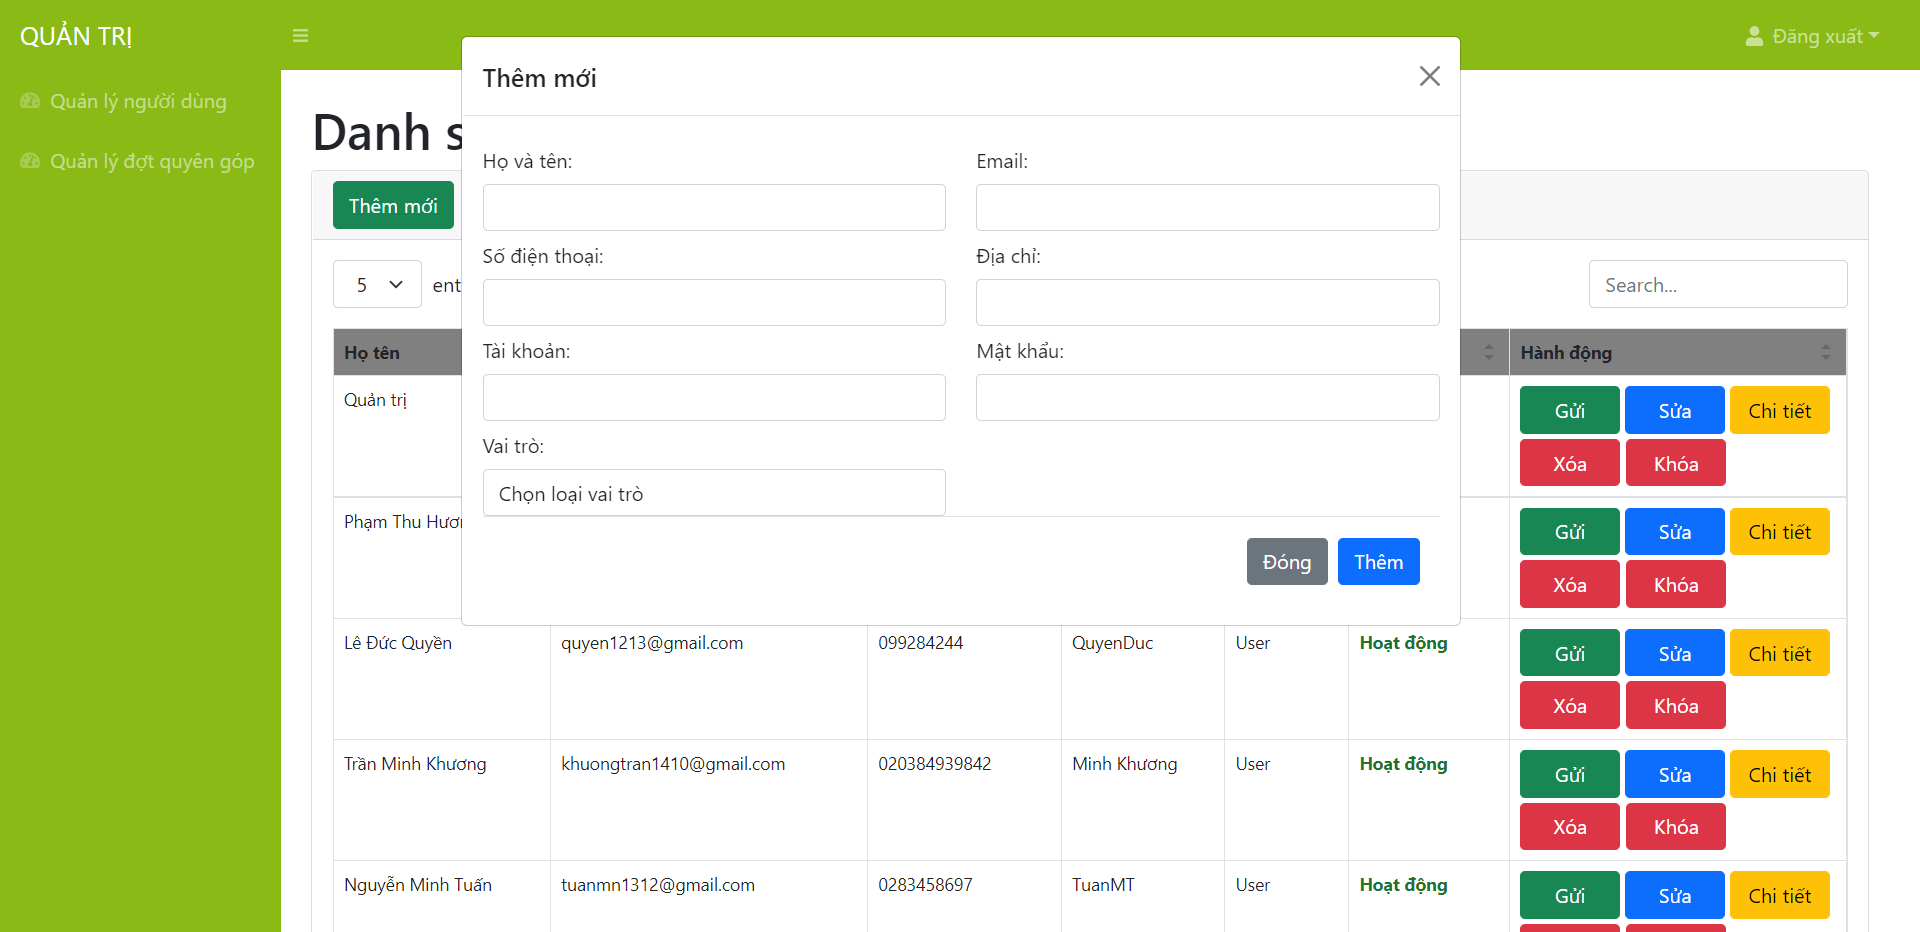 QUẢN TRỊ
Đăng xuất
Quản lý người dùng
Quản lý đợt quyên góp
Danh s
Thêm mới
5 ent
Search...
Thêm mới
Họ và tên: Email:
Số điện thoại: Địa chỉ:
Tài khoản: Mật khẩu:
Vai trò:
Chọn loại vai trò
Đóng Thêm
Họ tên Hành động
Quản trị Gửi Sửa Chi tiết
Xóa Khóa
Phạm Thu Hươn Gửi Sửa Chi tiết
Xóa Khóa
Lê Đức Quyền quyen1213@gmail.com 099284244 QuyenDuc User Hoạt động Gửi Sửa Chi tiết
Xóa Khóa
Trần Minh Khương khuongtran1410@gmail.com 020384939842 Minh Khương User Hoạt động Gửi Sửa Chi tiết
Xóa Khóa
Nguyễn Minh Tuấn tuanmn1312@gmail.com 0283458697 TuanMT User Hoạt động Gửi Sửa Chi tiết